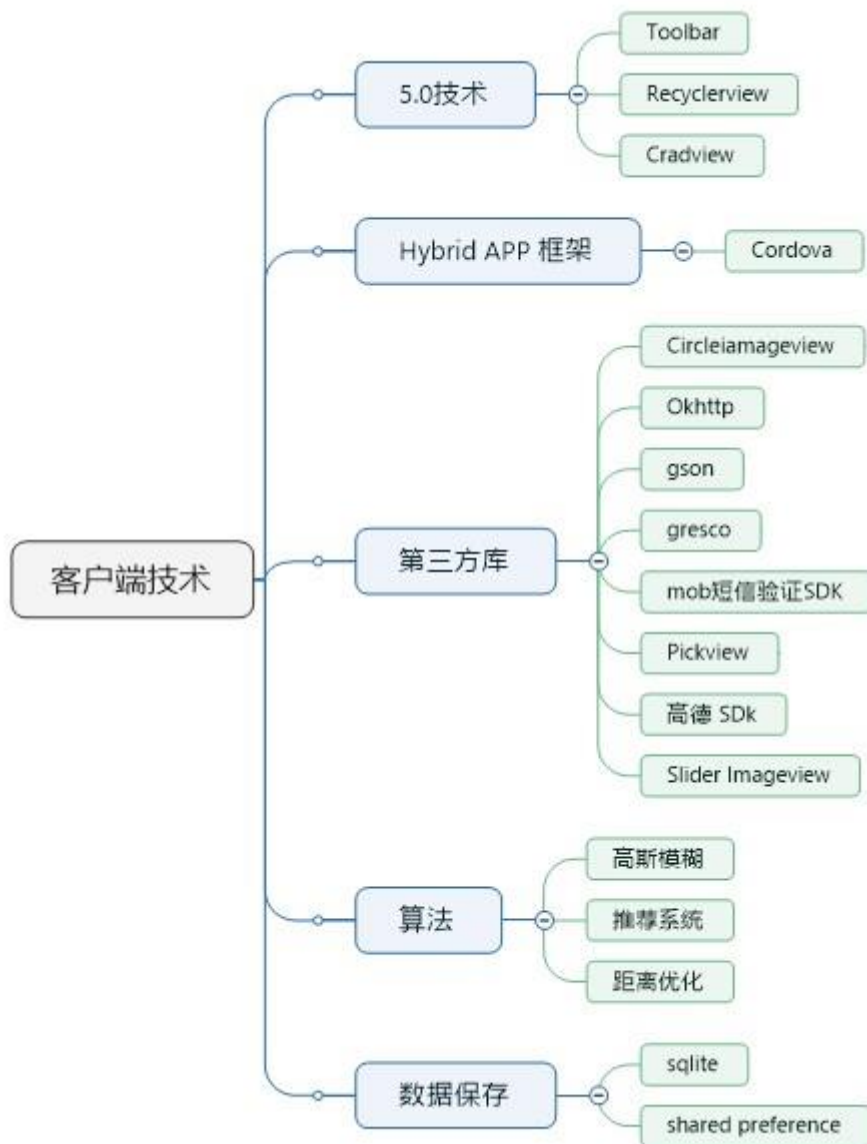 客户端技术
5.0技术
Toolbar
Recyclerview
Cradview
Hybrid APP 框架
Cordova
第三方库
Circleiamageview
Okhttp
gson
gresco
mob短信验证SDK
Pickview
高德 SDk
Slider Imageview
算法
高斯模糊
推荐系统
距离优化
数据保存
sqlite
shared preference